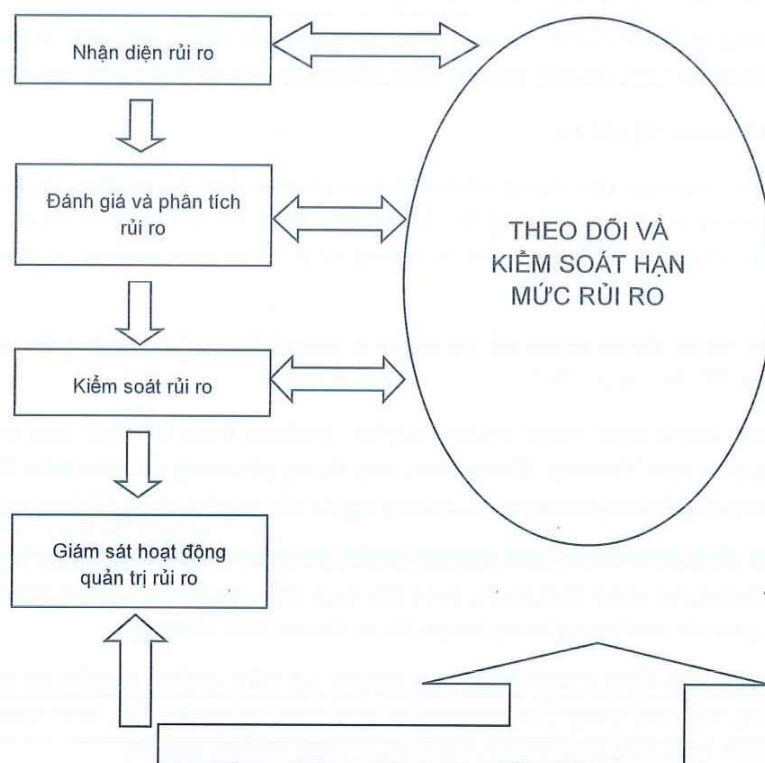 Nhận diện rủi ro
Đánh giá và phân tích
rủi ro
THEO DÕI VÀ
KIỂM SOÁT HẠN
MỨC RỦI RO
Kiểm soát rủi ro
Giám sát hoạt động
quản trị rủi ro